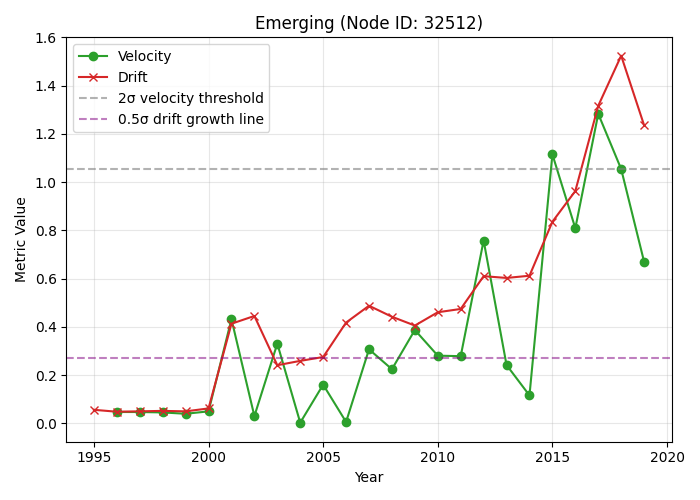 Emerging (Node ID: 32512)
Velocity
Drift
2σ velocity threshold
0.5σ drift growth line
Metric Value
1.6
1.4
1.2
1.0
0.8
0.6
0.4
0.2
0.0
1995
2000
2005
2010
2015
2020
Year